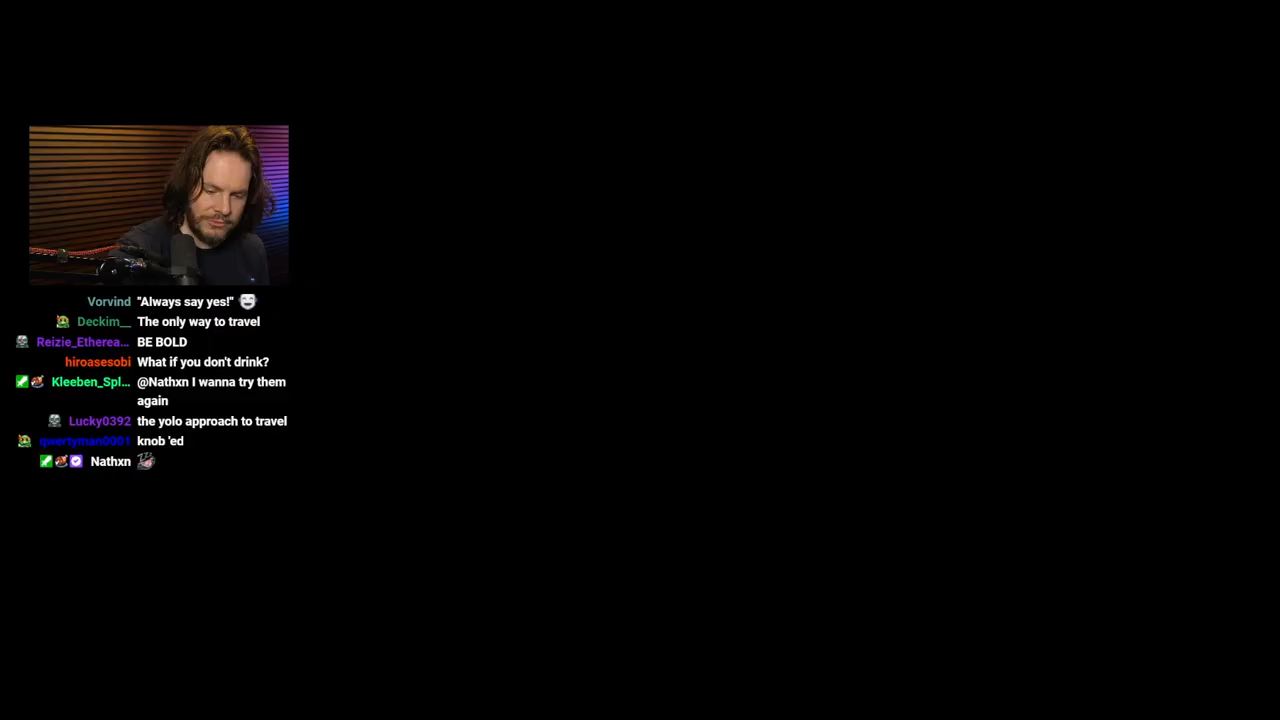 Vorvind "Always say yes!"
Deckim__ The only way to travel
Reizie_Etherea... BE BOLD
hiroasesobi What if you don't drink?
Kleeben_Spl... @Nathxn I wanna try them
again
Lucky0392 the yolo approach to travel
qwertyman0001 knob 'ed
Nathxn